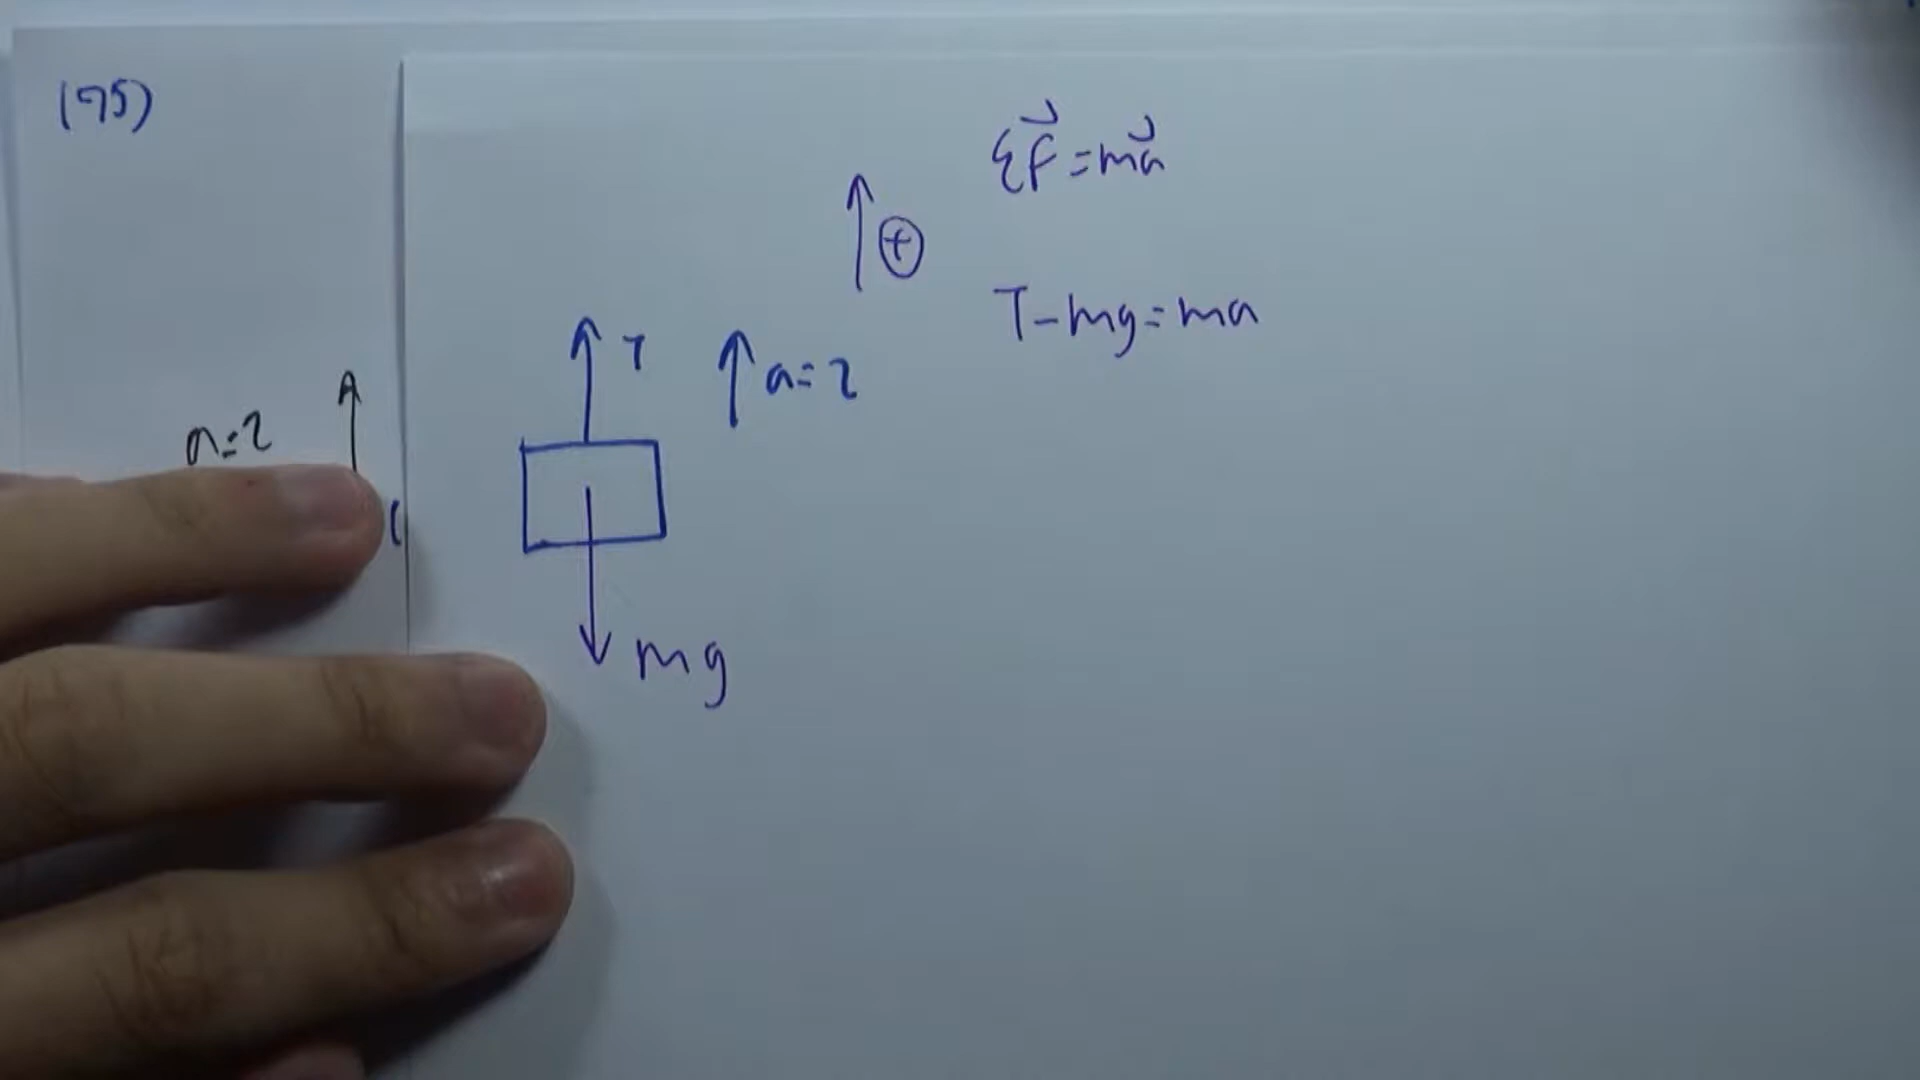 (75)
ΣF⃗ = ma⃗
+
T - mg = ma
T
a = 2
a = 2
mg